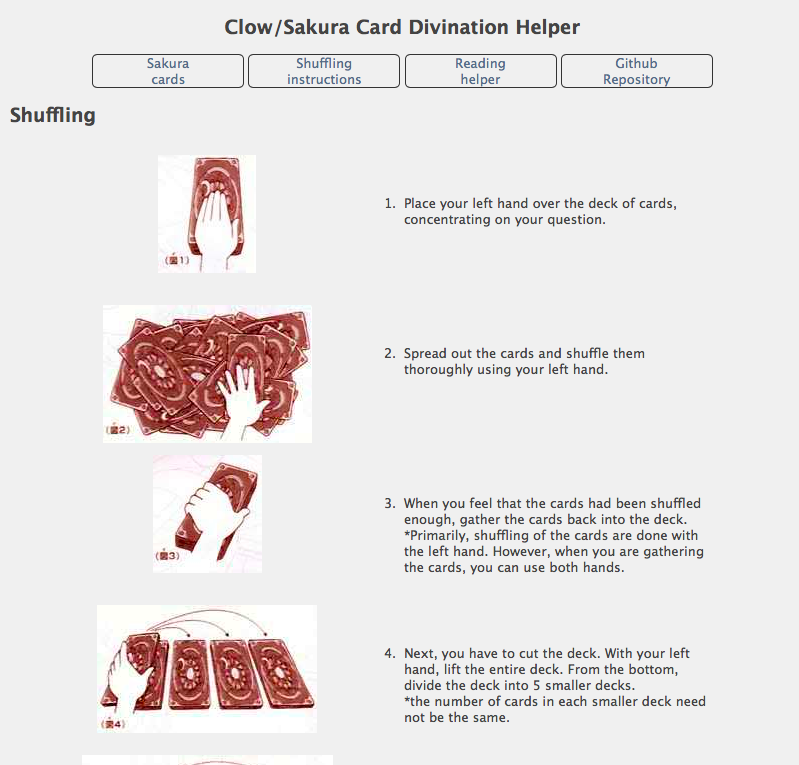 Clow/Sakura Card Divination Helper
Sakura
cards
Shuffling
instructions
Reading
helper
Github
Repository
Shuffling
(図1)
1. Place your left hand over the deck of cards,
concentrating on your question.
(図2)
2. Spread out the cards and shuffle them
thoroughly using your left hand.
(図3)
3. When you feel that the cards had been shuffled
enough, gather the cards back into the deck.
*Primarily, shuffling of the cards are done with
the left hand. However, when you are gathering
the cards, you can use both hands.
(図4)
4. Next, you have to cut the deck. With your left
hand, lift the entire deck. From the bottom,
divide the deck into 5 smaller decks.
*the number of cards in each smaller deck need
not be the same.